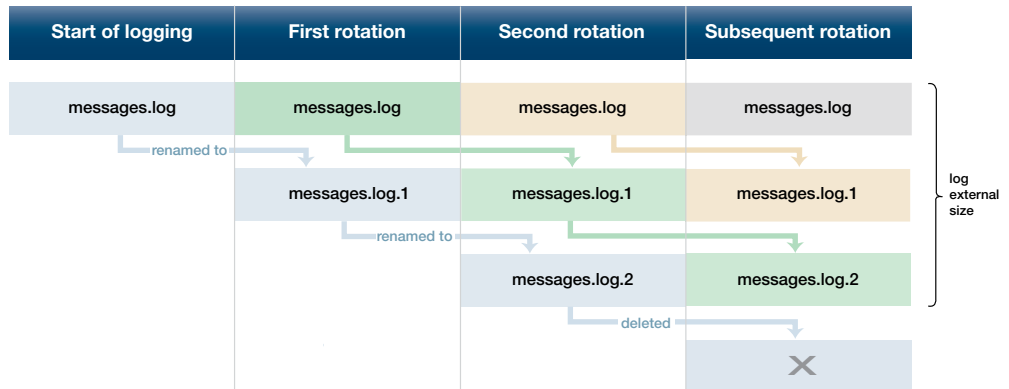 Start of logging
First rotation
Second rotation
Subsequent rotation
messages.log
messages.log
messages.log
messages.log
renamed to
messages.log.1
messages.log.1
messages.log.1
log
external
size
renamed to
messages.log.2
messages.log.2
deleted
X